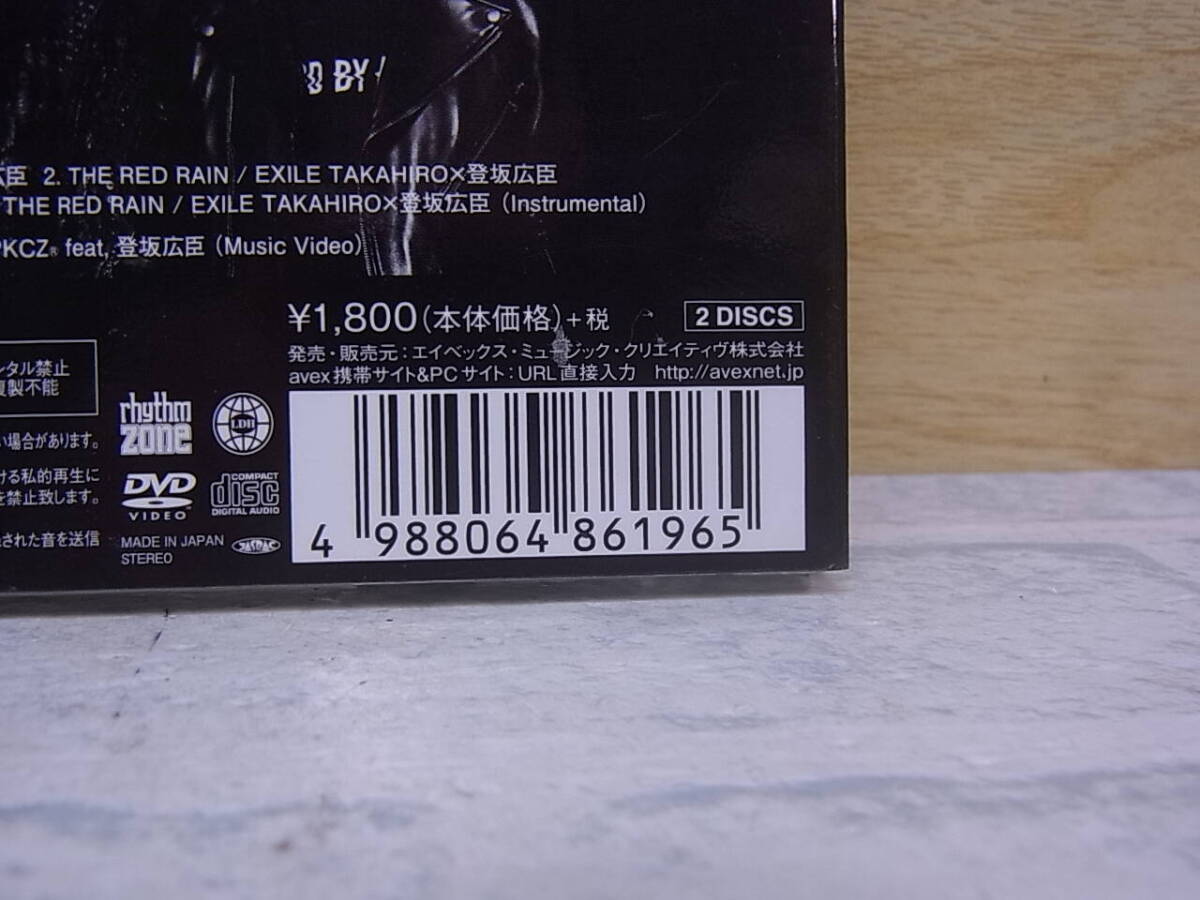 D BY
臣 2. THE RED RAIN / EXILE TAKAHIRO×登坂広臣
THE RED RAIN / EXILE TAKAHIRO×登坂広臣 (Instrumental)
PKCZ® feat. 登坂広臣 (Music Video)
¥1,800(本体価格)+税 2 DISCS
発売・販売元：エイベックス・ミュージック・クリエイティヴ株式会社
avex携帯サイト&PCサイト：URL直接入力 http://avexnet.jp
ンタル禁止
複製不能
い場合があります。
ける私的再生に
を禁止致します。
された音を送信
rhythm
zone
LDH
DVD
VIDEO
COMPACT
disc
DIGITAL AUDIO
MADE IN JAPAN
STEREO
JASRAC
4 988064 861965